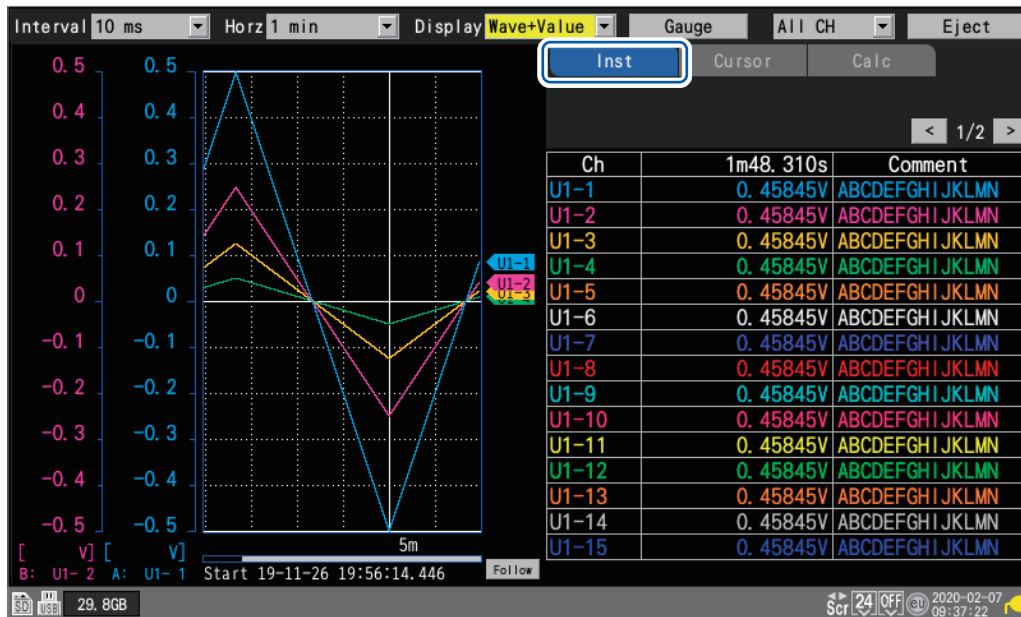 Interval 10 ms Horz 1 min Display Wave+Value Gauge All CH Eject
Inst Cursor Calc
< 1/2 >
0.5 0.5
0.4 0.4
0.3 0.3
0.2 0.2
0.1 0.1
0 0
-0.1 -0.1
-0.2 -0.2
-0.3 -0.3
-0.4 -0.4
-0.5 -0.5
[ V] [ V]
B: U1- 2 A: U1- 1
U1-1
U1-2
U1-3
U1-4
5m
Start 19-11-26 19:56:14.446 Follow
Ch 1m48.310s Comment
U1-1 0.45845V ABCDEFGHIJKLMN
U1-2 0.45845V ABCDEFGHIJKLMN
U1-3 0.45845V ABCDEFGHIJKLMN
U1-4 0.45845V ABCDEFGHIJKLMN
U1-5 0.45845V ABCDEFGHIJKLMN
U1-6 0.45845V ABCDEFGHIJKLMN
U1-7 0.45845V ABCDEFGHIJKLMN
U1-8 0.45845V ABCDEFGHIJKLMN
U1-9 0.45845V ABCDEFGHIJKLMN
U1-10 0.45845V ABCDEFGHIJKLMN
U1-11 0.45845V ABCDEFGHIJKLMN
U1-12 0.45845V ABCDEFGHIJKLMN
U1-13 0.45845V ABCDEFGHIJKLMN
U1-14 0.45845V ABCDEFGHIJKLMN
U1-15 0.45845V ABCDEFGHIJKLMN
SD USB 29.8GB Scr 24 OFF eU 2020-02-07
09:37:22